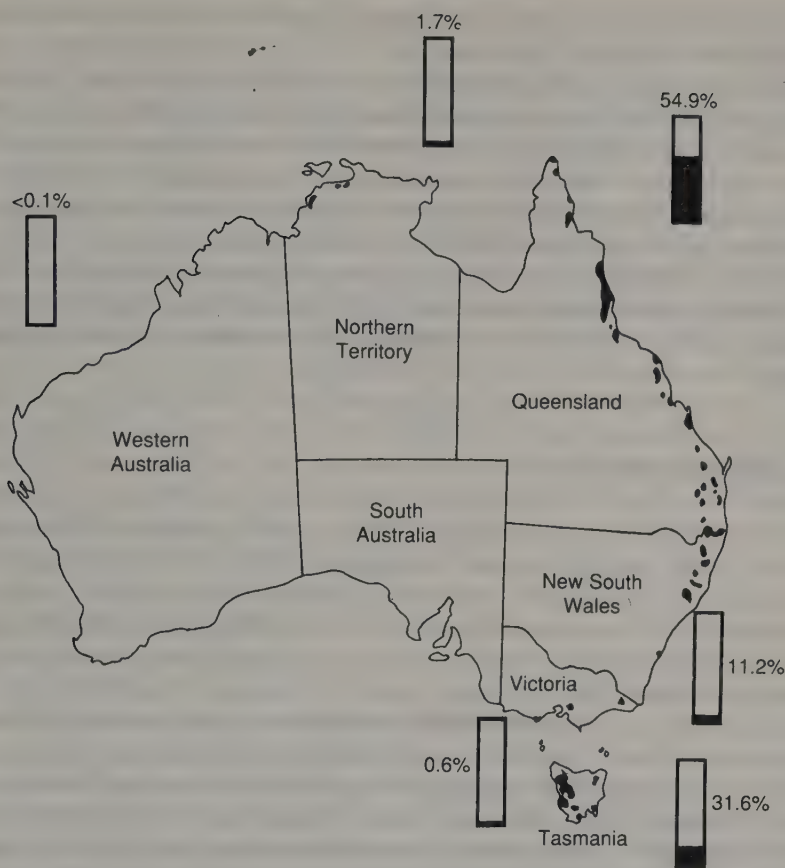 1.7%
54.9%
<0.1%
Northern
Territory
Queensland
Western
Australia
South
Australia
New South
Wales
11.2%
Victoria
0.6%
31.6%
Tasmania